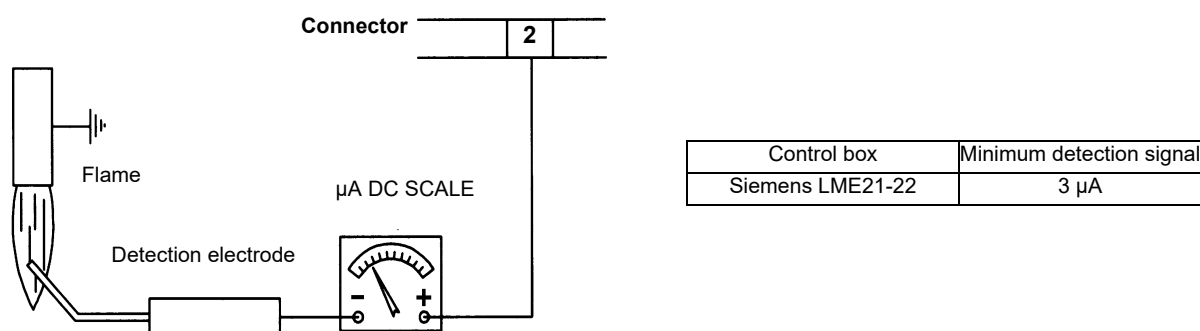 Connector
2
Flame
µA DC SCALE
Detection electrode
- +
Control box Minimum detection signal
Siemens LME21-22 3 µA